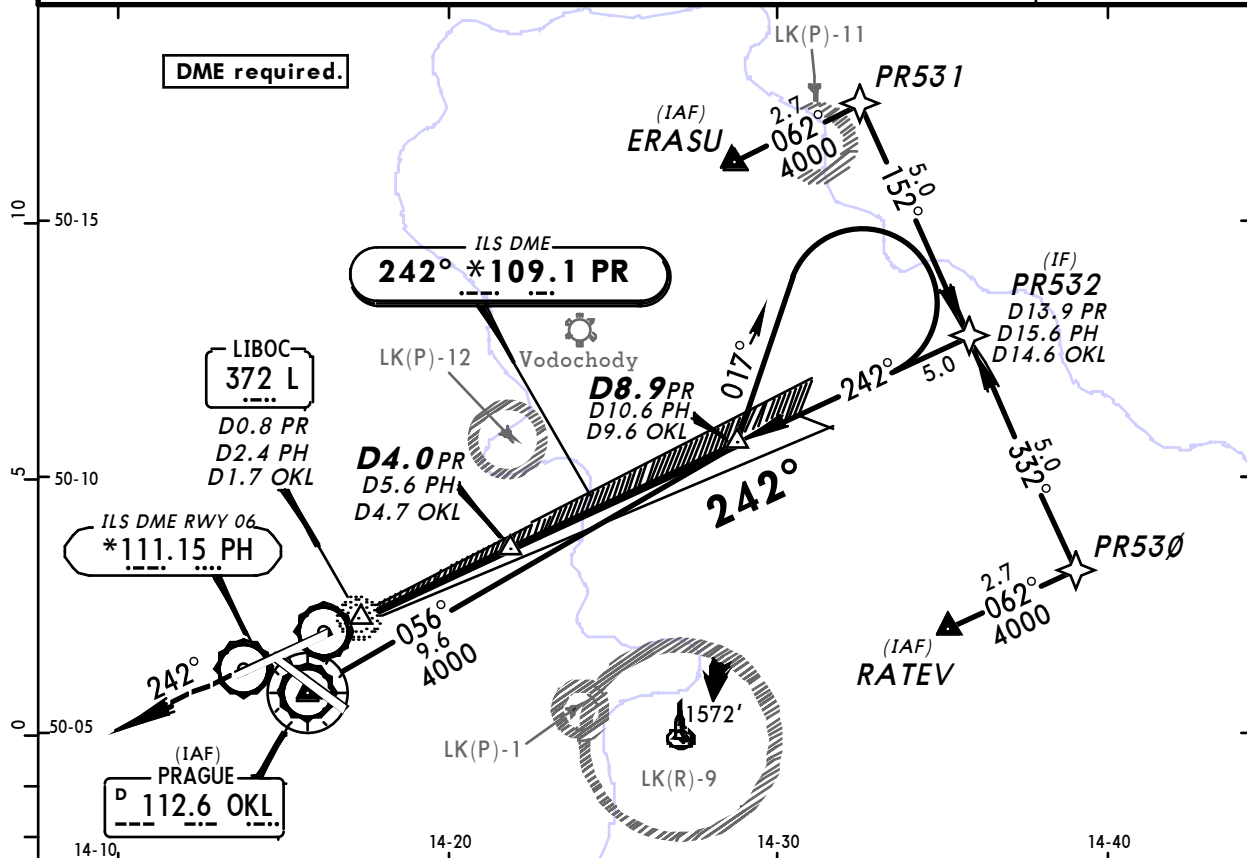 LK(P)-11
DME required.
PR531
(IAF)
ERASU
2.7
062°
4000
5.0
152°
10
50-15
ILS DME
242° *109.1 PR
(IF)
PR532
D13.9 PR
D15.6 PH
D14.6 OKL
LIBOC
372 L
D0.8 PR
D2.4 PH
D1.7 OKL
LK(P)-12
Vodochody
017°
242°
5.0
D8.9 PR
D10.6 PH
D9.6 OKL
D4.0 PR
D5.6 PH
D4.7 OKL
5
50-10
242°
5.0
332°
ILS DME RWY 06
*111.15 PH
PR53Ø
2.7
062°
4000
(IAF)
RATEV
056°
9.6
4000
242°
0
50-05
1572'
LK(P)-1
LK(R)-9
(IAF)
PRAGUE
D 112.6 OKL
14-10
14-20
14-30
14-40